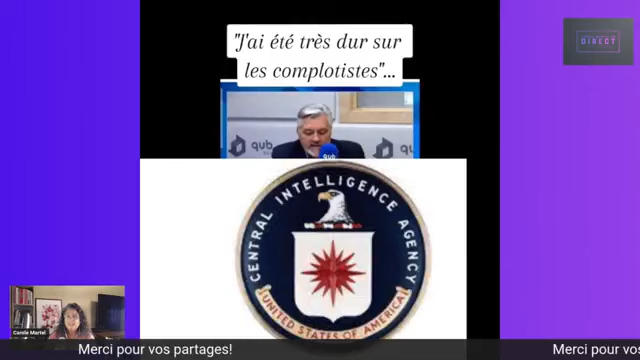 "J'ai été très dur sur
les complotistes"...
DIRECT
qub
qub
qub
CENTRAL INTELLIGENCE AGENCY
UNITED STATES OF AMERICA
Carole Martel
Merci pour vos partages!
Merci pour vos